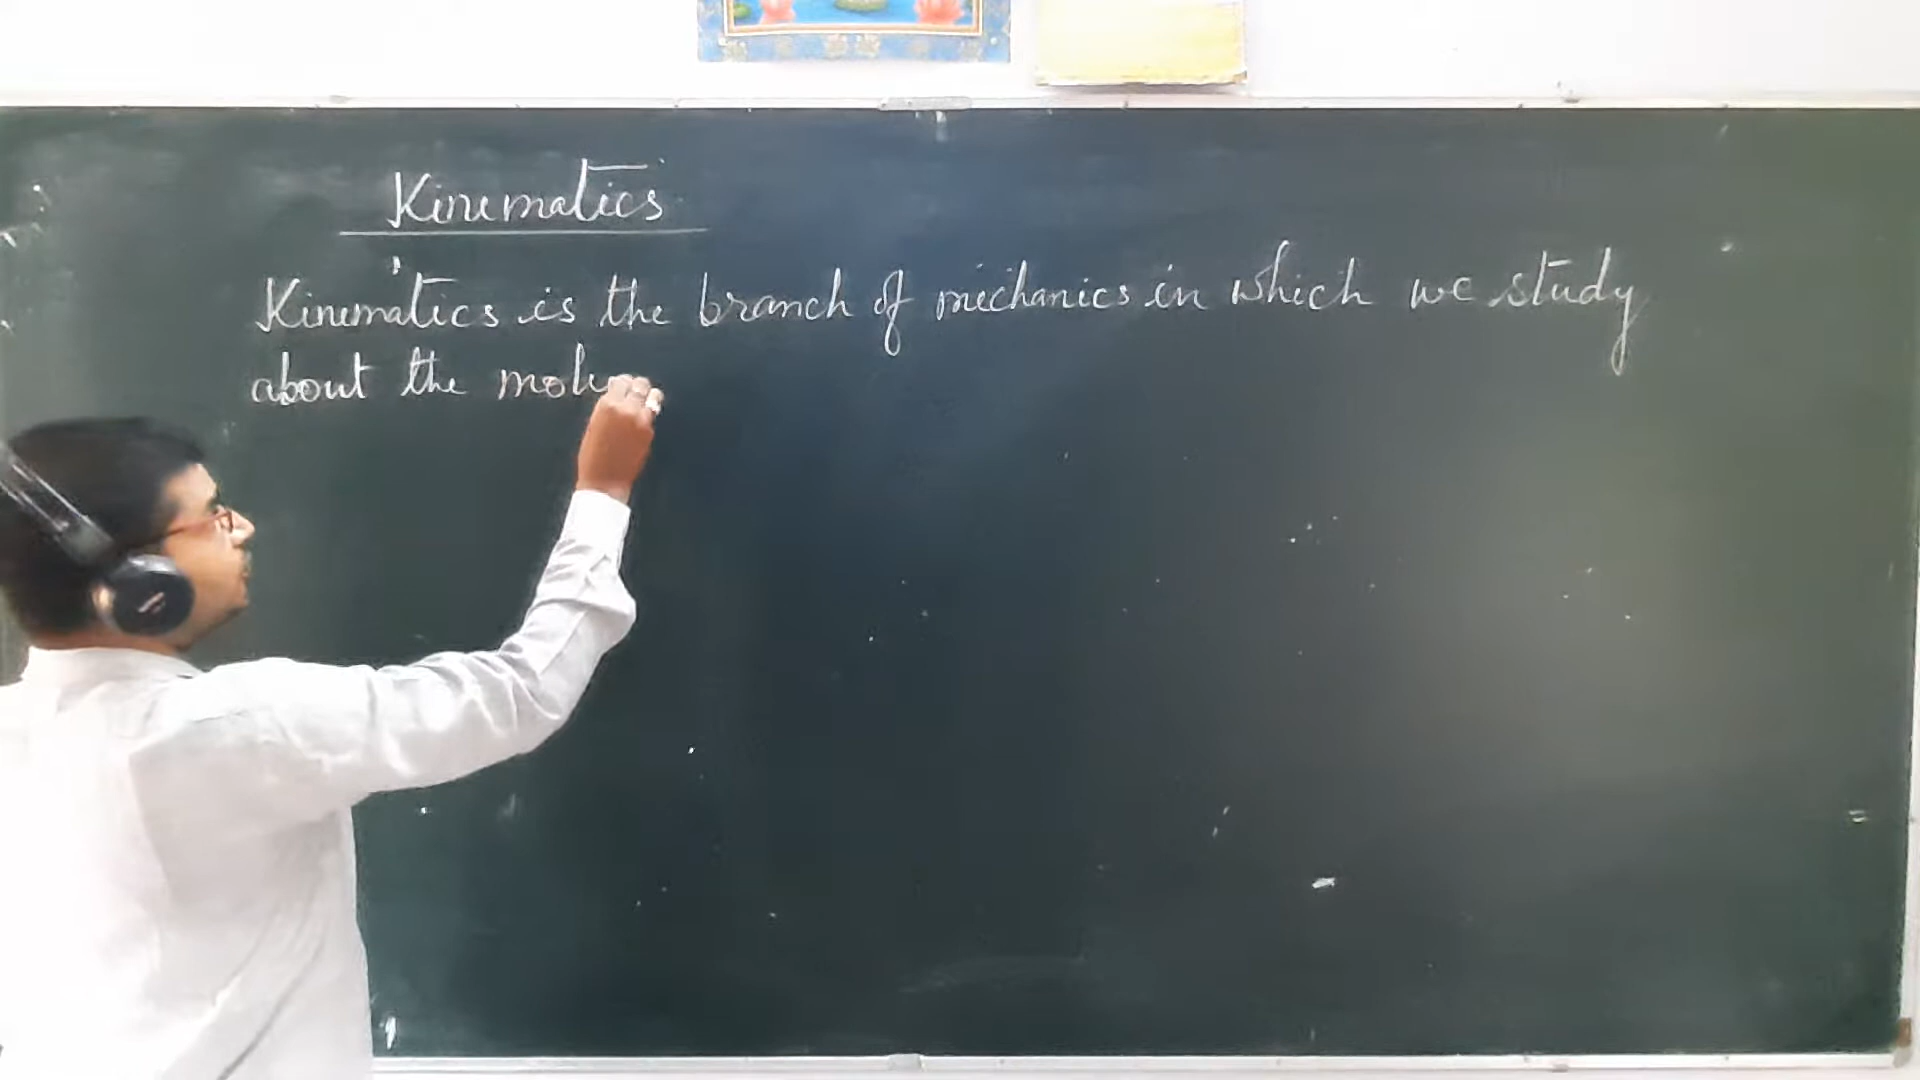 Kinematics
Kinematics is the branch of mechanics in which we study
about the